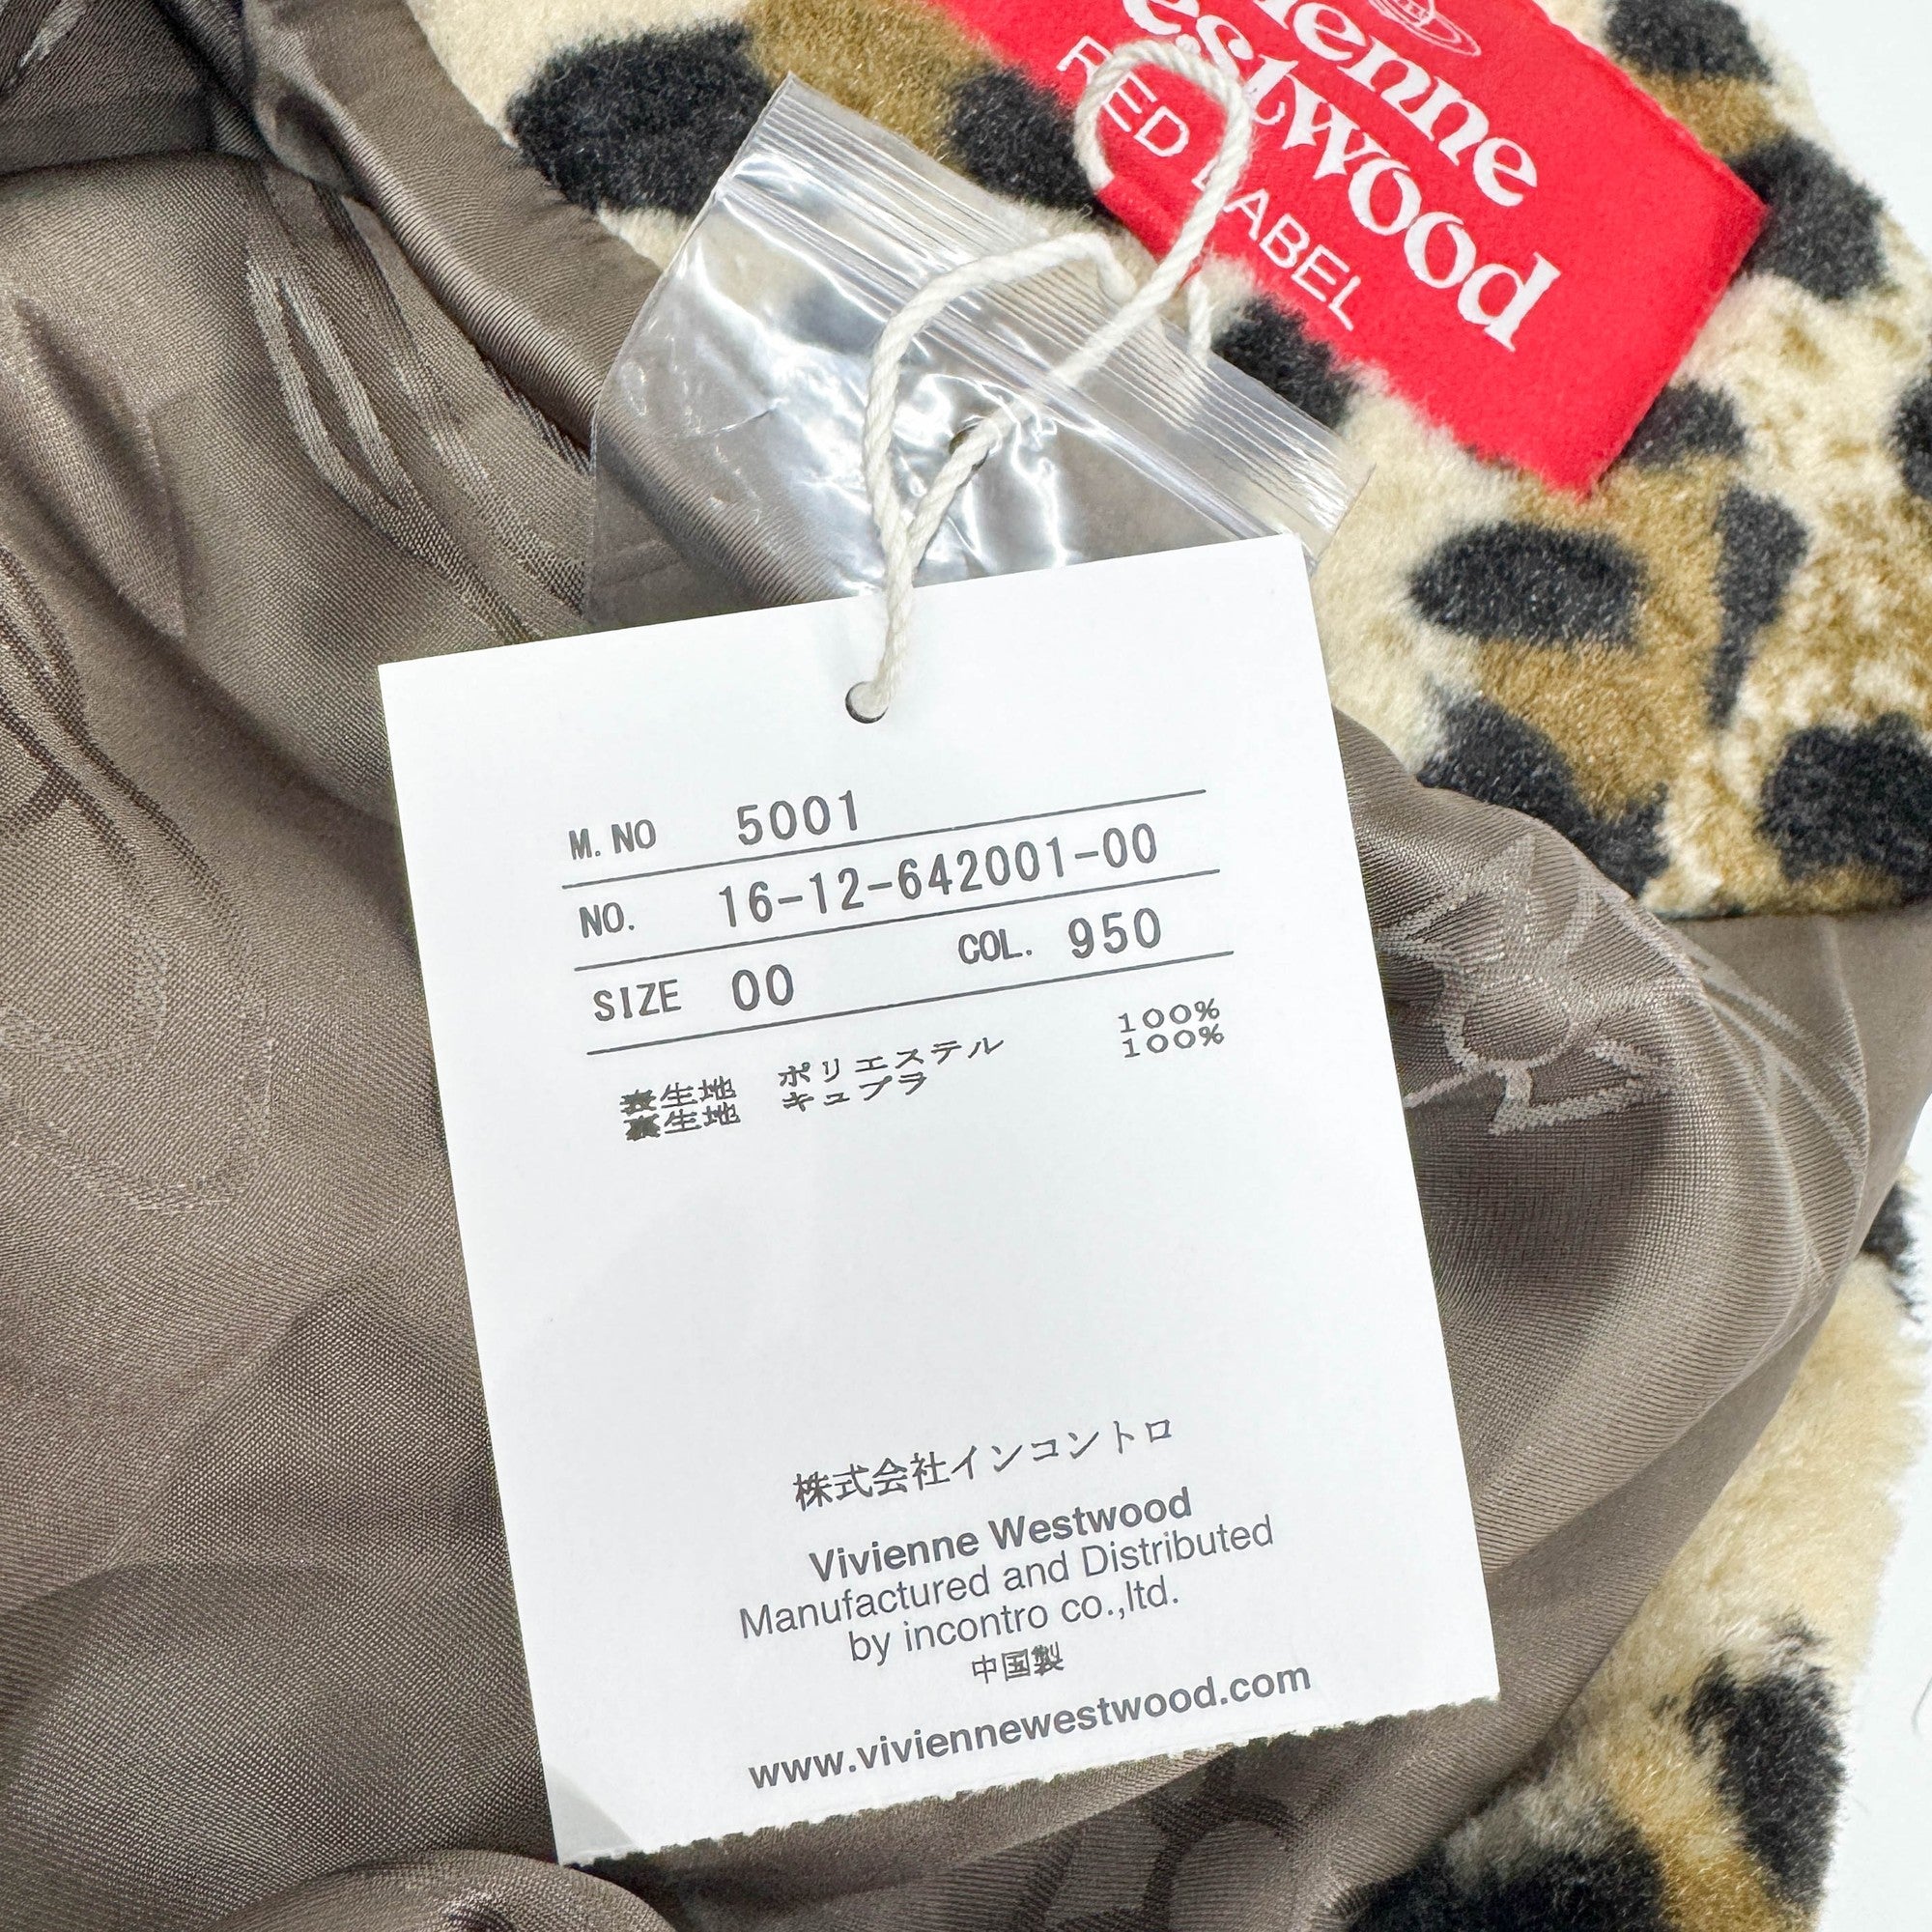 ienne
estwood
RED LABEL
M. NO 5001
NO. 16-12-642001-00
SIZE 00 COL. 950
表生地 ポリエステル 100%
裏生地 キュプラ 100%
株式会社インコントロ
Vivienne Westwood
Manufactured and Distributed
by incontro co.,ltd.
中国製
www.viviennewestwood.com